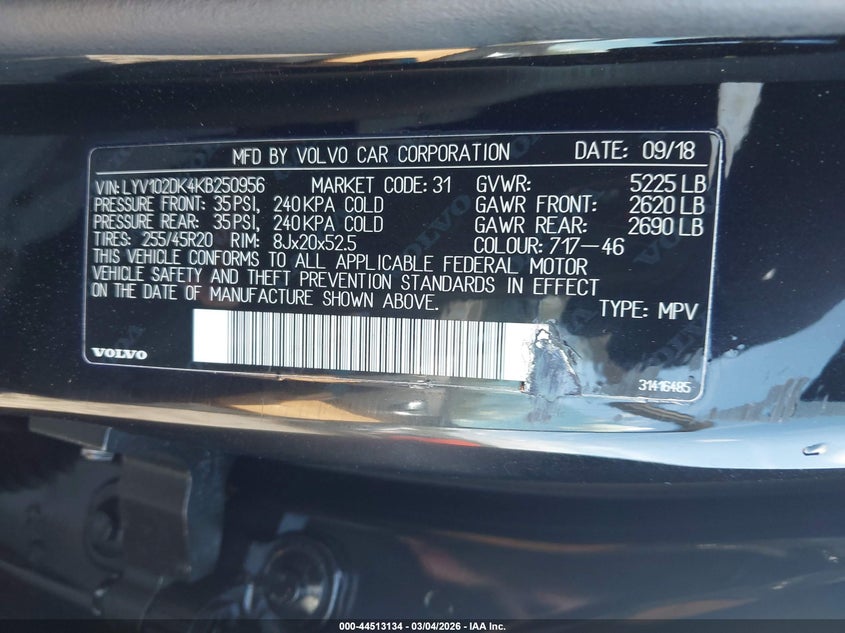 MFD BY VOLVO CAR CORPORATION DATE: 09/18
VIN: LYV102DK4KB250956 MARKET CODE: 31 GVWR: 5225 LB
PRESSURE FRONT: 35 PSI, 240 KPA COLD GAWR FRONT: 2620 LB
PRESSURE REAR: 35 PSI, 240 KPA COLD GAWR REAR: 2690 LB
TIRES: 255/45R20 RIM: 8Jx20x52.5 COLOUR: 717-46
THIS VEHICLE CONFORMS TO ALL APPLICABLE FEDERAL MOTOR
VEHICLE SAFETY AND THEFT PREVENTION STANDARDS IN EFFECT
ON THE DATE OF MANUFACTURE SHOWN ABOVE.
TYPE: MPV
VOLVO
31416485
000-44513134 — 03/04/2026 — IAA Inc.